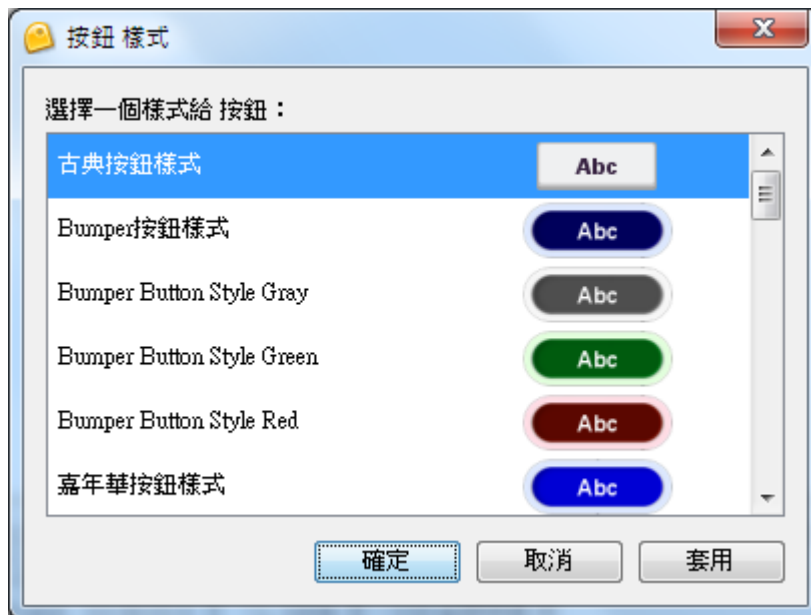 按鈕 樣式
選擇一個樣式給 按鈕：
古典按鈕樣式 Abc
Bumper按鈕樣式 Abc
Bumper Button Style Gray Abc
Bumper Button Style Green Abc
Bumper Button Style Red Abc
嘉年華按鈕樣式 Abc
確定 取消 套用